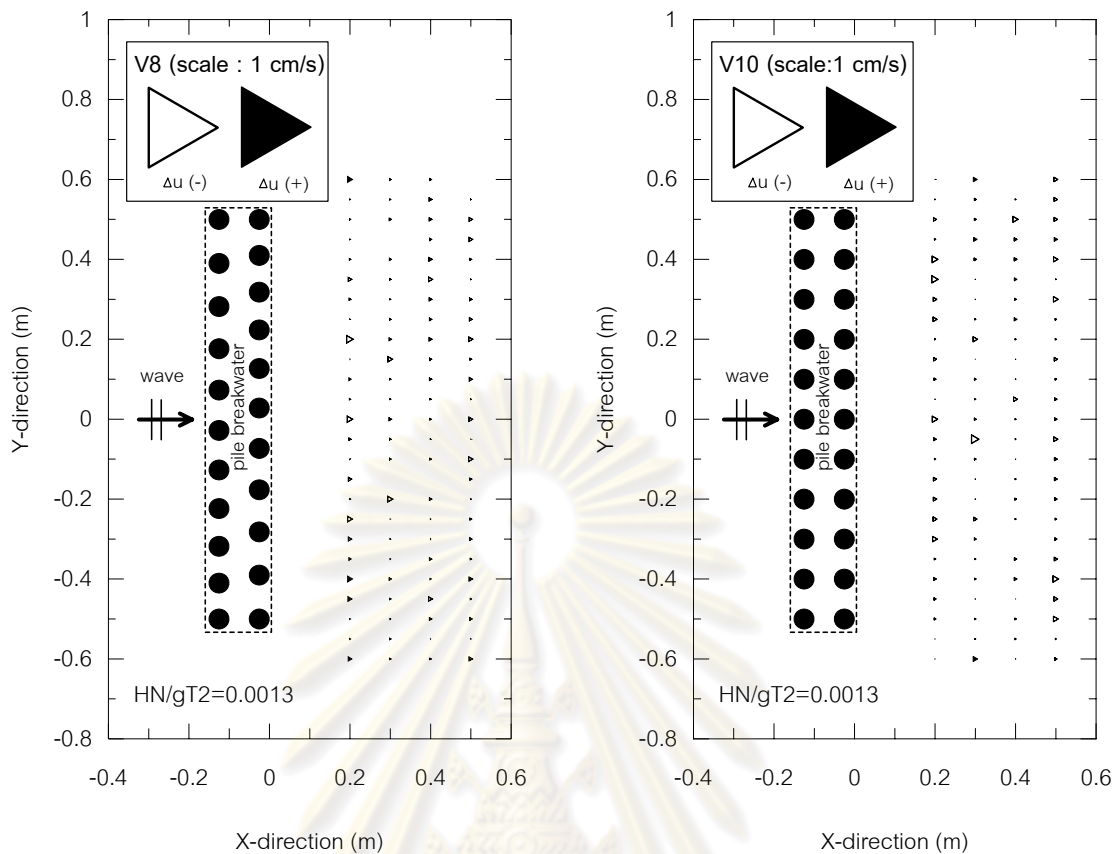 V8 (scale : 1 cm/s)
Δu (-)
Δu (+)
wave
pile breakwater
HN/gT2=0.0013
1
0.8
0.6
0.4
0.2
0
-0.2
-0.4
-0.6
-0.8
Y-direction (m)
-0.4
-0.2
0
0.2
0.4
0.6
X-direction (m)
V10 (scale:1 cm/s)
Δu (-)
Δu (+)
wave
pile breakwater
HN/gT2=0.0013
1
0.8
0.6
0.4
0.2
0
-0.2
-0.4
-0.6
-0.8
Y-direction (m)
-0.4
-0.2
0
0.2
0.4
0.6
X-direction (m)